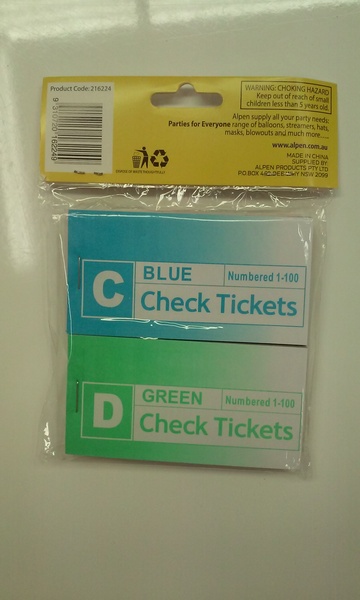 Product Code: 216224
WARNING: CHOKING HAZARD
Keep out of reach of small
children less than 5 years old.
Alpen supply all your party needs:
Parties for Everyone range of balloons, streamers, hats,
masks, blowouts and much more......
www.alpen.com.au
MADE IN CHINA
SUPPLIED BY:
ALPEN PRODUCTS PTY LTD
NSW 2099
C
BLUE
Numbered 1-100
Check Tickets
D
GREEN
Numbered 1-100
Check Tickets